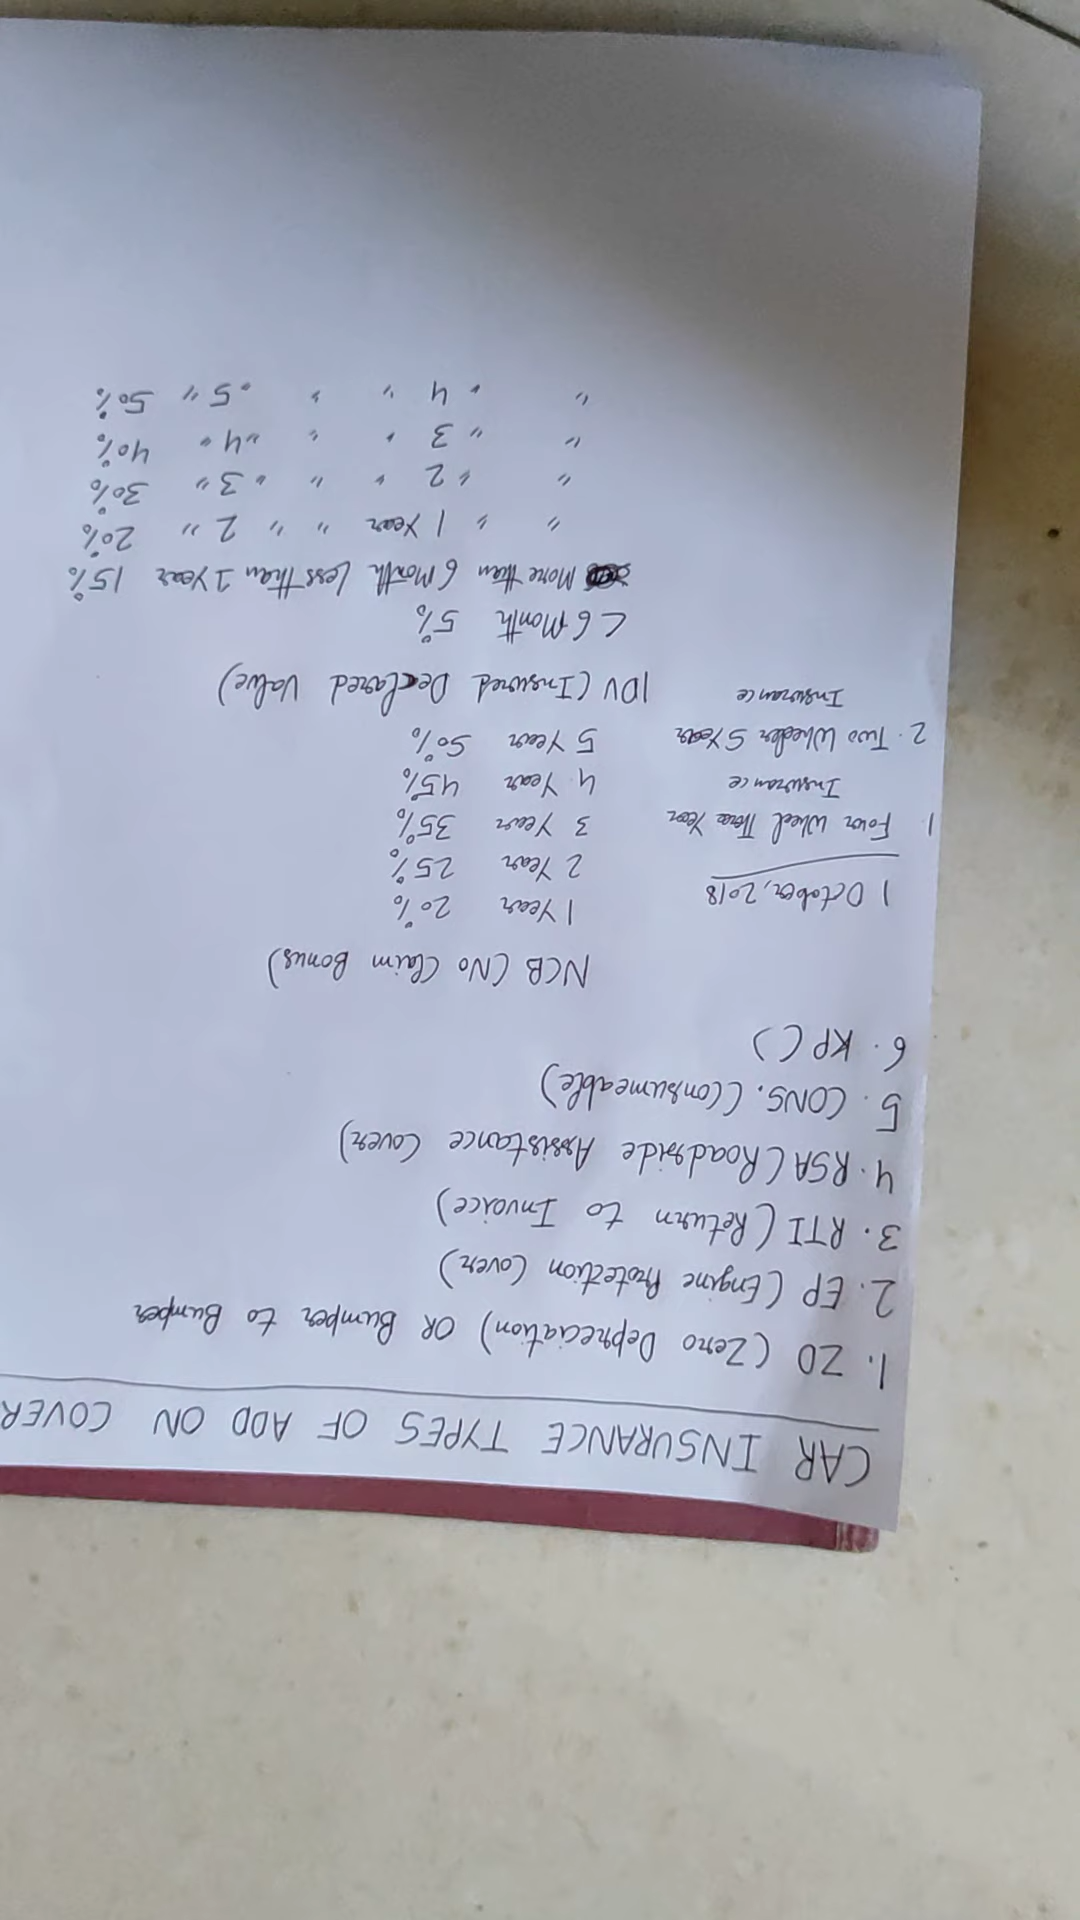 CAR INSURANCE TYPES OF ADD ON COVER
1. ZD (Zero Depreciation) OR Bumper to Bumper
2. EP (Engine Protection Cover)
3. RTI (Return to Invoice)
4. RSA (Roadside Assistance Cover)
5. CONS. (Consumeable)
6. KP ( )
NCB (No Claim Bonus)
1 Year 20%
2 Year 25%
3 Year 35%
4 Year 45%
5 Year 50%
1 October, 2018
1 Four Wheel Year
Insurance
2. Two Wheeler 5 Year
Insurance
IDV (Insured Declared Value)
< 6 Month 5%
More than 6 Month Less than 1 Year 15%
" " 1 Year " " 2 " 20%
" " 2 " " " 3 " 30%
" " 3 " " " 4 " 40%
" " 4 " " " 5 " 50%